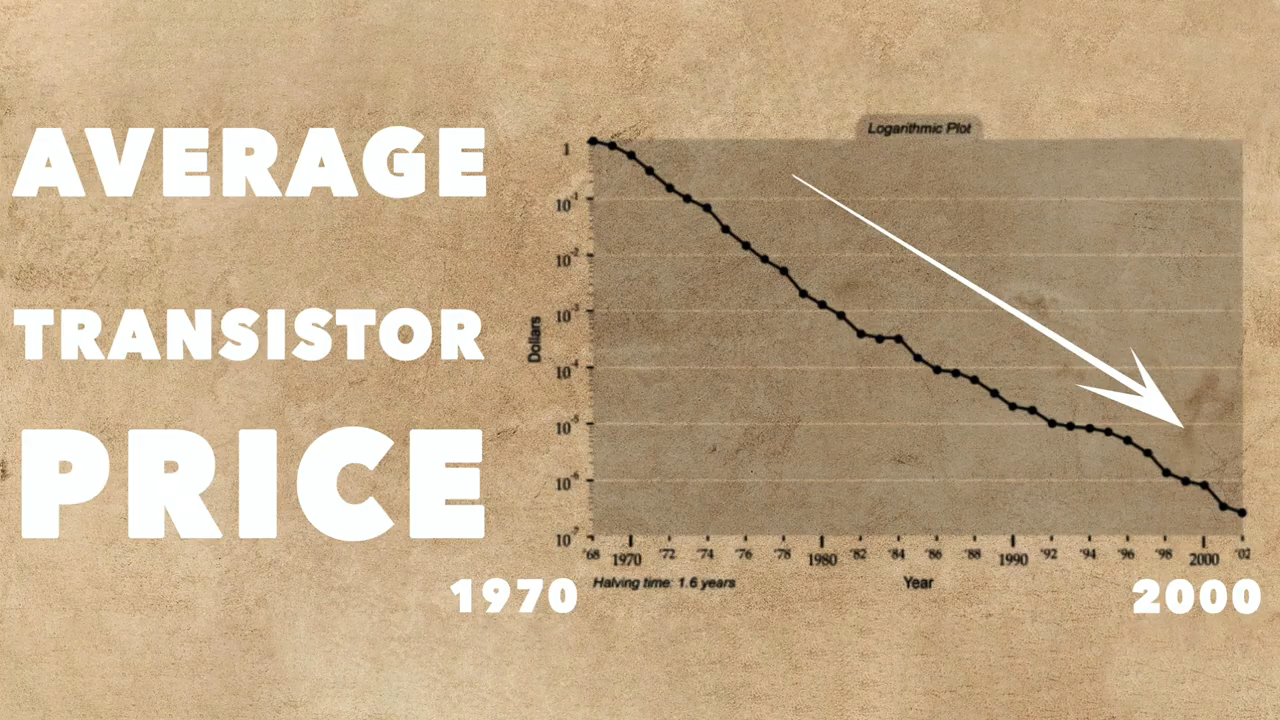 AVERAGE
TRANSISTOR
PRICE
Logarithmic Plot
Dollars
1
10-1
10-2
10-3
10-4
10-5
10-6
10-7
'68 1970 '72 '74 '76 '78 1980 '82 '84 '86 '88 1990 '92 '94 '96 '98 2000 '02
Halving time: 1.6 years
Year
1970
2000